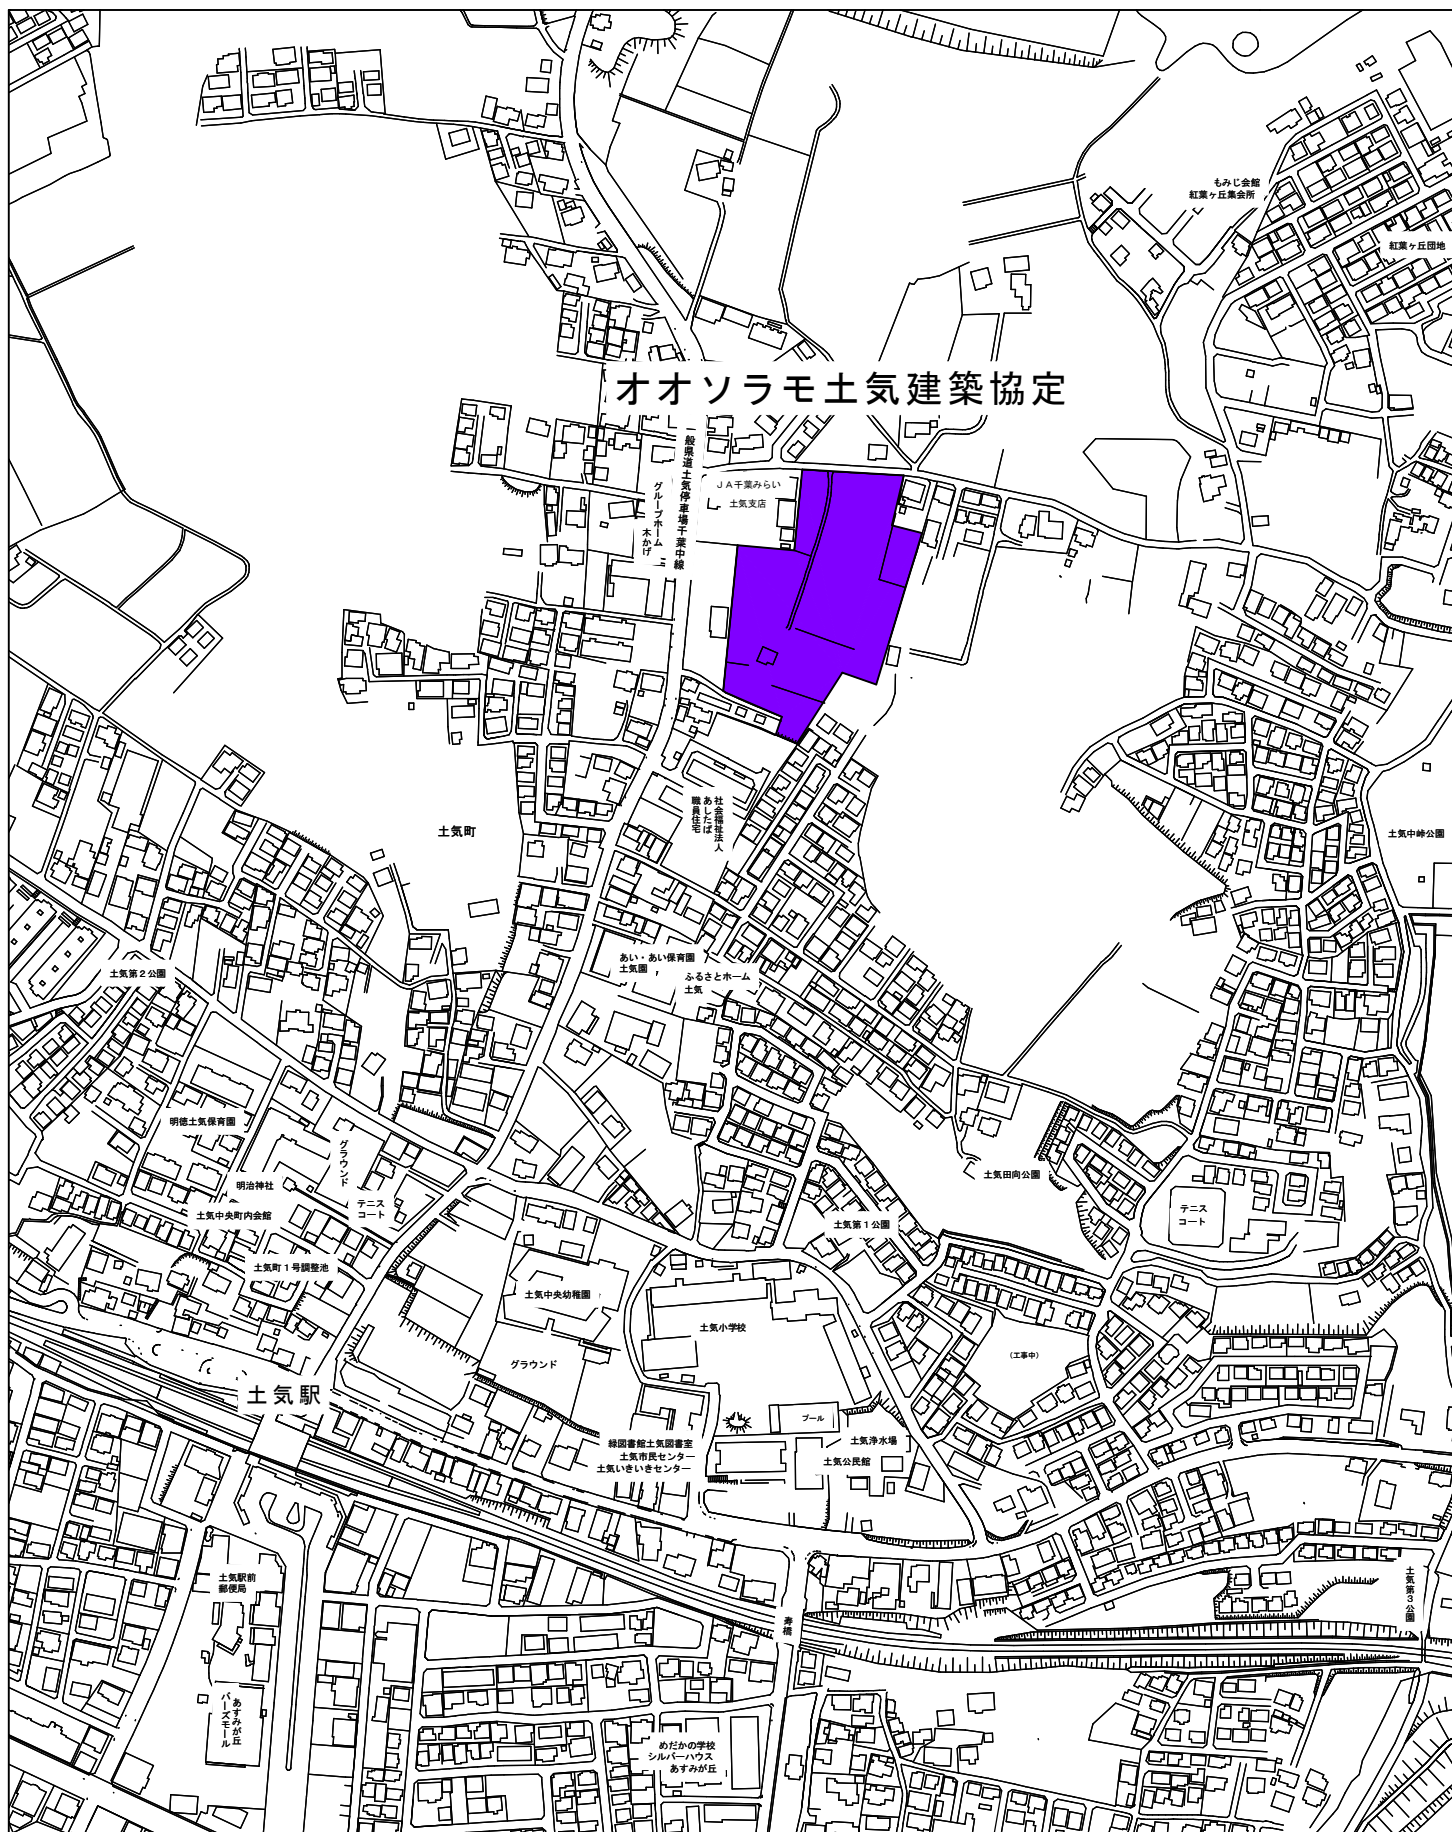 もみじ会館
紅葉ヶ丘集会所
紅葉ヶ丘団地
オオソラモ土気建築協定
一般県道土気停車場千葉中線
グループホーム
木かげ
JA千葉みらい
土気支店
社会福祉法人
あしたば
職員住宅
土気町
土気中峠公園
土気第2公園
あい・あい保育園
土気園
ふるさとホーム
土気
明徳土気保育園
グラウンド
明治神社
テニス
コート
土気中央町内会館
土気町1号調整池
土気田向公園
テニス
コート
土気第1公園
土気中央幼稚園
土気小学校
グラウンド
(工事中)
土気駅
プール
緑図書館土気図書室
土気市民センター
土気いきいきセンター
土気浄水場
土気公民館
土気駅前
郵便局
土気第3公園
寿橋
あすみが丘
バーズモール
めだかの学校
シルバーハウス
あすみが丘